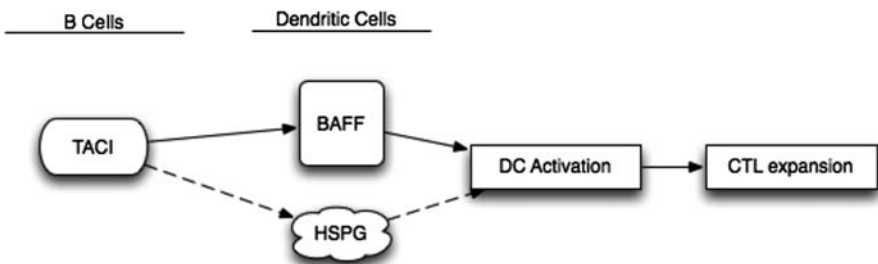 B Cells
Dendritic Cells
TACI
BAFF
DC Activation
CTL expansion
HSPG